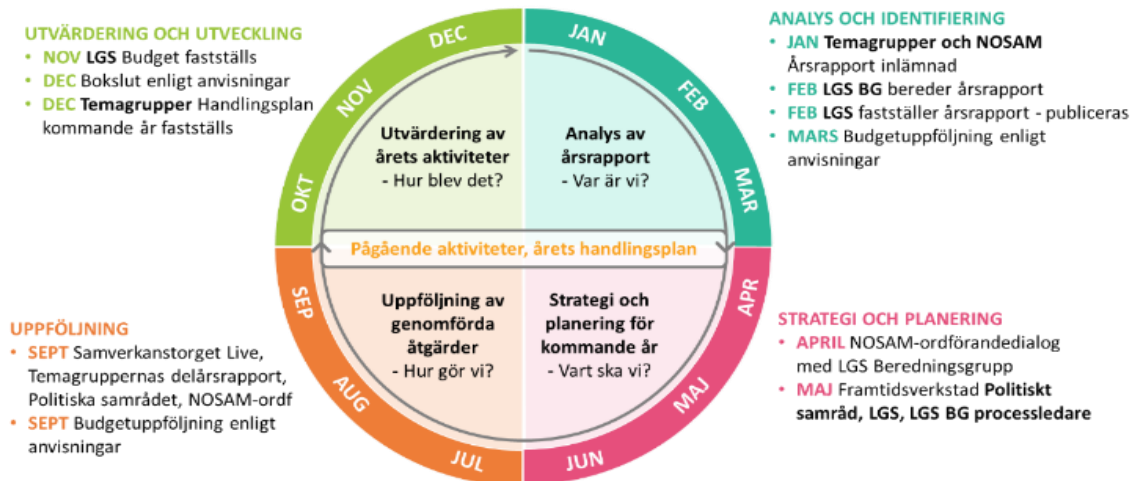 UTVÄRDERING OCH UTVECKLING
• NOV LGS Budget fastställs
• DEC Bokslut enligt anvisningar
• DEC Temagrupper Handlingsplan
kommande år fastställs
ANALYS OCH IDENTIFIERING
• JAN Temagrupper och NOSAM
Årsrapport inlämnad
• FEB LGS BG bereder årsrapport
• FEB LGS fastställer årsrapport - publiceras
• MARS Budgetuppföljning enligt
anvisningar
JAN
FEB
MAR
APR
MAJ
JUN
JUL
AUG
SEP
OKT
NOV
DEC
Utvärdering av
årets aktiviteter
- Hur blev det?
Analys av
årsrapport
- Var är vi?
Pågående aktiviteter, årets handlingsplan
Uppföljning av
genomförda
åtgärder
- Hur gör vi?
Strategi och
planering för
kommande år
- Vart ska vi?
UPPFÖLJNING
• SEPT Samverkanstorget Live,
Temagruppernas delårsrapport,
Politiska samrådet, NOSAM-ordf
• SEPT Budgetuppföljning enligt
anvisningar
STRATEGI OCH PLANERING
• APRIL NOSAM-ordförandedialog
med LGS Beredningsgrupp
• MAJ Framtidsverkstad Politiskt
samråd, LGS, LGS BG processledare